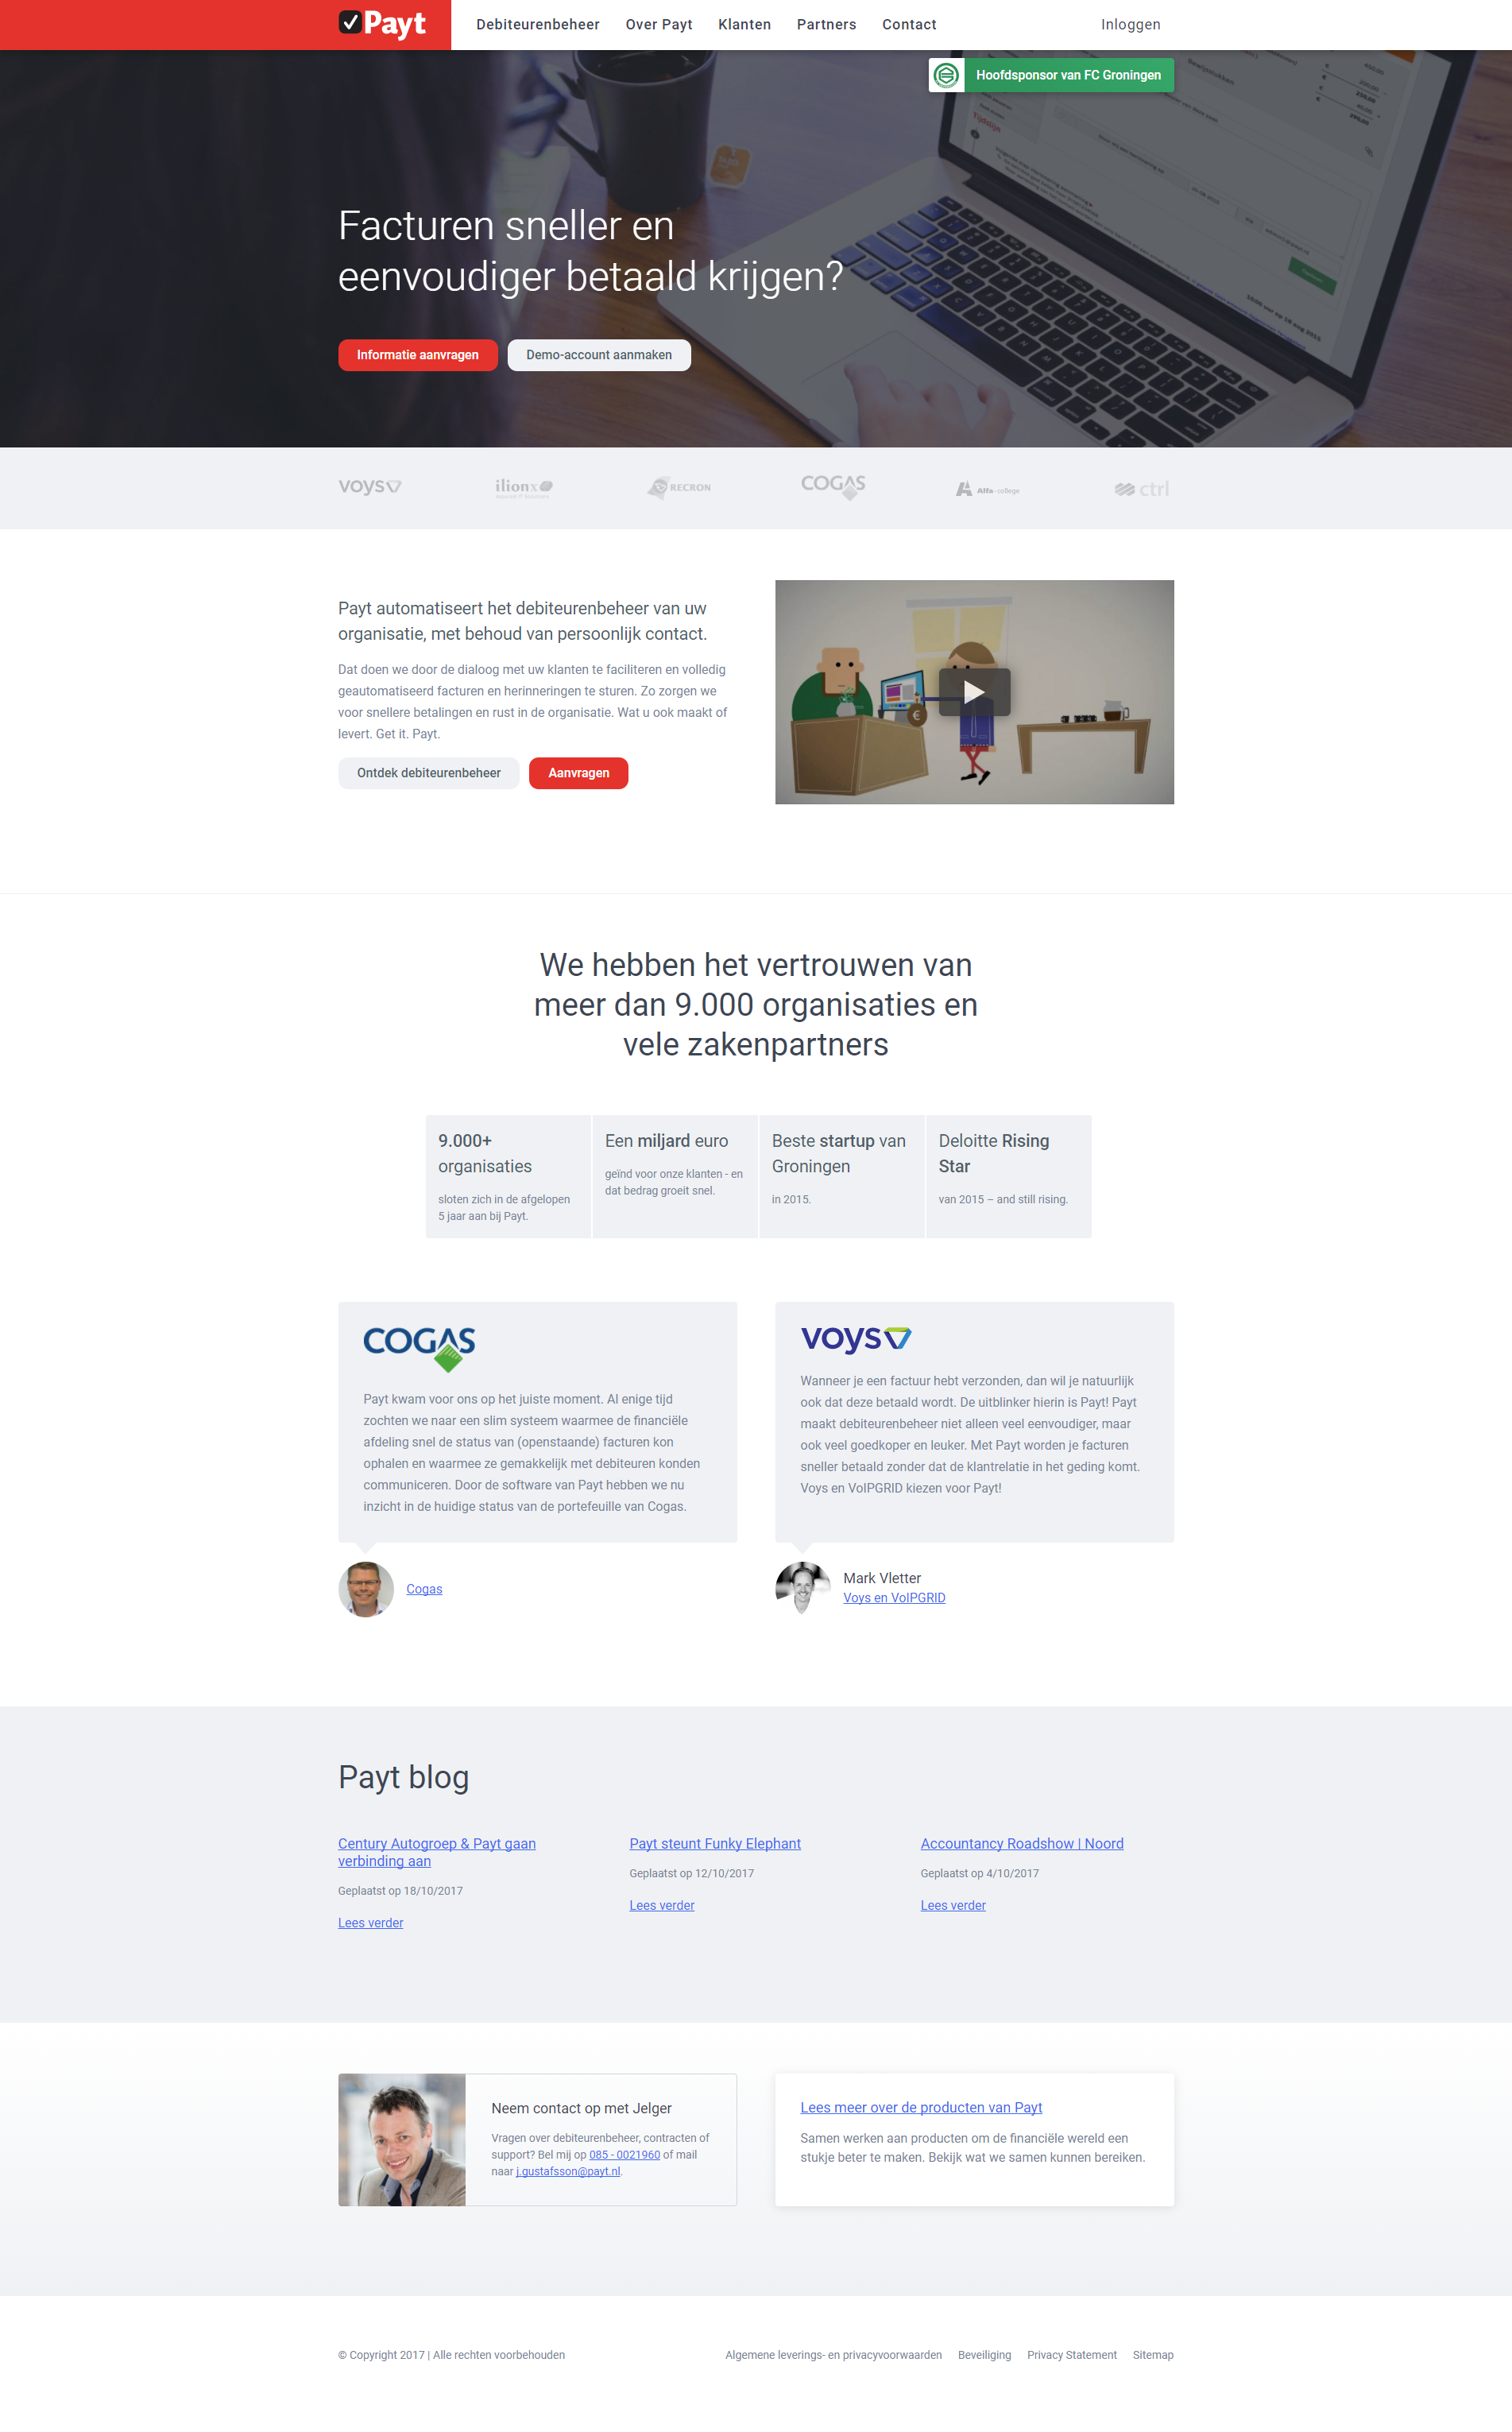 Payt
Debiteurenbeheer Over Payt Klanten Partners Contact Inloggen
Hoofdsponsor van FC Groningen
Tijdslijn
Facturen sneller en
eenvoudiger betaald krijgen?
Informatie aanvragen Demo-account aanmaken
VOYS ilionx RECRON COGAS Alfa-college ctrl
Payt automatiseert het debiteurenbeheer van uw
organisatie, met behoud van persoonlijk contact.
Dat doen we door de dialoog met uw klanten te faciliteren en volledig
geautomatiseerd facturen en herinneringen te sturen. Zo zorgen we
voor snellere betalingen en rust in de organisatie. Wat u ook maakt of
levert. Get it. Payt.
Ontdek debiteurenbeheer Aanvragen
€
We hebben het vertrouwen van
meer dan 9.000 organisaties en
vele zakenpartners
9.000+
organisaties
sloten zich in de afgelopen
5 jaar aan bij Payt.
Een miljard euro
geïnd voor onze klanten - en
dat bedrag groeit snel.
Beste startup van
Groningen
in 2015.
Deloitte Rising
Star
van 2015 – and still rising.
COGAS
Payt kwam voor ons op het juiste moment. Al enige tijd
zochten we naar een slim systeem waarmee de financiële
afdeling snel de status van (openstaande) facturen kon
ophalen en waarmee ze gemakkelijk met debiteuren konden
communiceren. Door de software van Payt hebben we nu
inzicht in de huidige status van de portefeuille van Cogas.
Cogas
VOYS
Wanneer je een factuur hebt verzonden, dan wil je natuurlijk
ook dat deze betaald wordt. De uitblinker hierin is Payt! Payt
maakt debiteurenbeheer niet alleen veel eenvoudiger, maar
ook veel goedkoper en leuker. Met Payt worden je facturen
sneller betaald zonder dat de klantrelatie in het geding komt.
Voys en VoIPGRID kiezen voor Payt!
Mark Vletter
Voys en VoIPGRID
Payt blog
Century Autogroep & Payt gaan
verbinding aan
Geplaatst op 18/10/2017
Lees verder
Payt steunt Funky Elephant
Geplaatst op 12/10/2017
Lees verder
Accountancy Roadshow | Noord
Geplaatst op 4/10/2017
Lees verder
Neem contact op met Jelger
Vragen over debiteurenbeheer, contracten of
support? Bel mij op 085 - 0021960 of mail
naar j.gustafsson@payt.nl.
Lees meer over de producten van Payt
Samen werken aan producten om de financiële wereld een
stukje beter te maken. Bekijk wat we samen kunnen bereiken.
© Copyright 2017 | Alle rechten voorbehouden
Algemene leverings- en privacyvoorwaarden Beveiliging Privacy Statement Sitemap